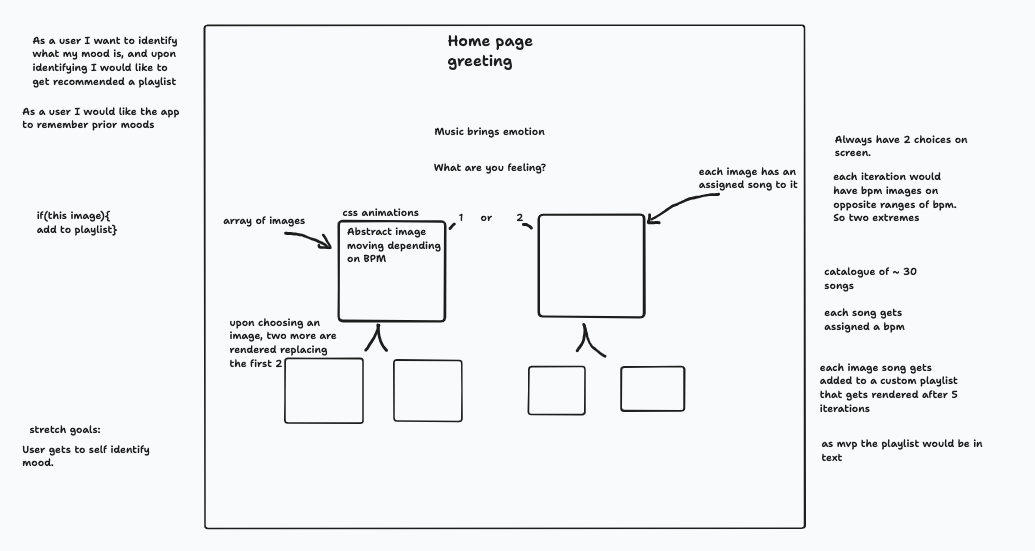 As a user I want to identify
what my mood is, and upon
identifying I would like to
get recommended a playlist
As a user I would like the app
to remember prior moods
if(this image){
add to playlist}
stretch goals:
User gets to self identify
mood.
Home page
greeting
Music brings emotion
What are you feeling?
array of images
css animations
1 or 2
Abstract image
moving depending
on BPM
each image has an
assigned song to it
upon choosing an
image, two more are
rendered replacing
the first 2
Always have 2 choices on
screen.
each iteration would
have bpm images on
opposite ranges of bpm.
So two extremes
catalogue of ~ 30
songs
each song gets
assigned a bpm
each image song gets
added to a custom playlist
that gets rendered after 5
iterations
as mvp the playlist would be in
text